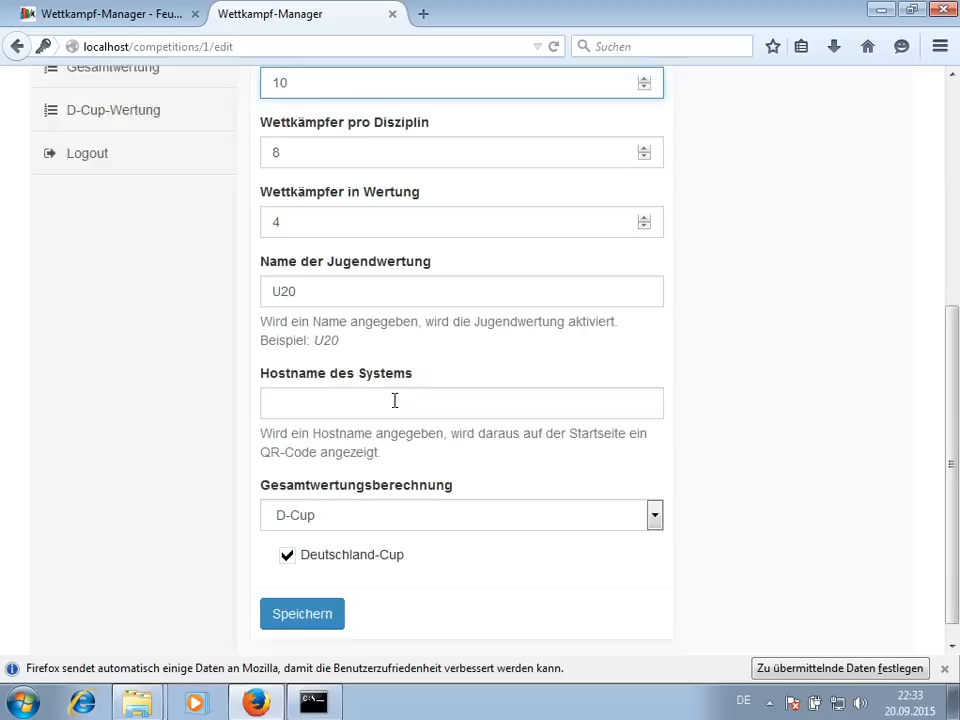 Wettkampf-Manager - Feu...
Wettkampf-Manager
localhost/competitions/1/edit
Suchen
Gesamtwertung
D-Cup-Wertung
Logout
10
Wettkämpfer pro Disziplin
8
Wettkämpfer in Wertung
4
Name der Jugendwertung
U20
Wird ein Name angegeben, wird die Jugendwertung aktiviert.
Beispiel: U20
Hostname des Systems
Wird ein Hostname angegeben, wird daraus auf der Startseite ein
QR-Code angezeigt.
Gesamtwertungsberechnung
D-Cup
Deutschland-Cup
Speichern
Firefox sendet automatisch einige Daten an Mozilla, damit die Benutzerzufriedenheit verbessert werden kann.
Zu übermittelnde Daten festlegen
C:\_
DE
22:33
20.09.2015